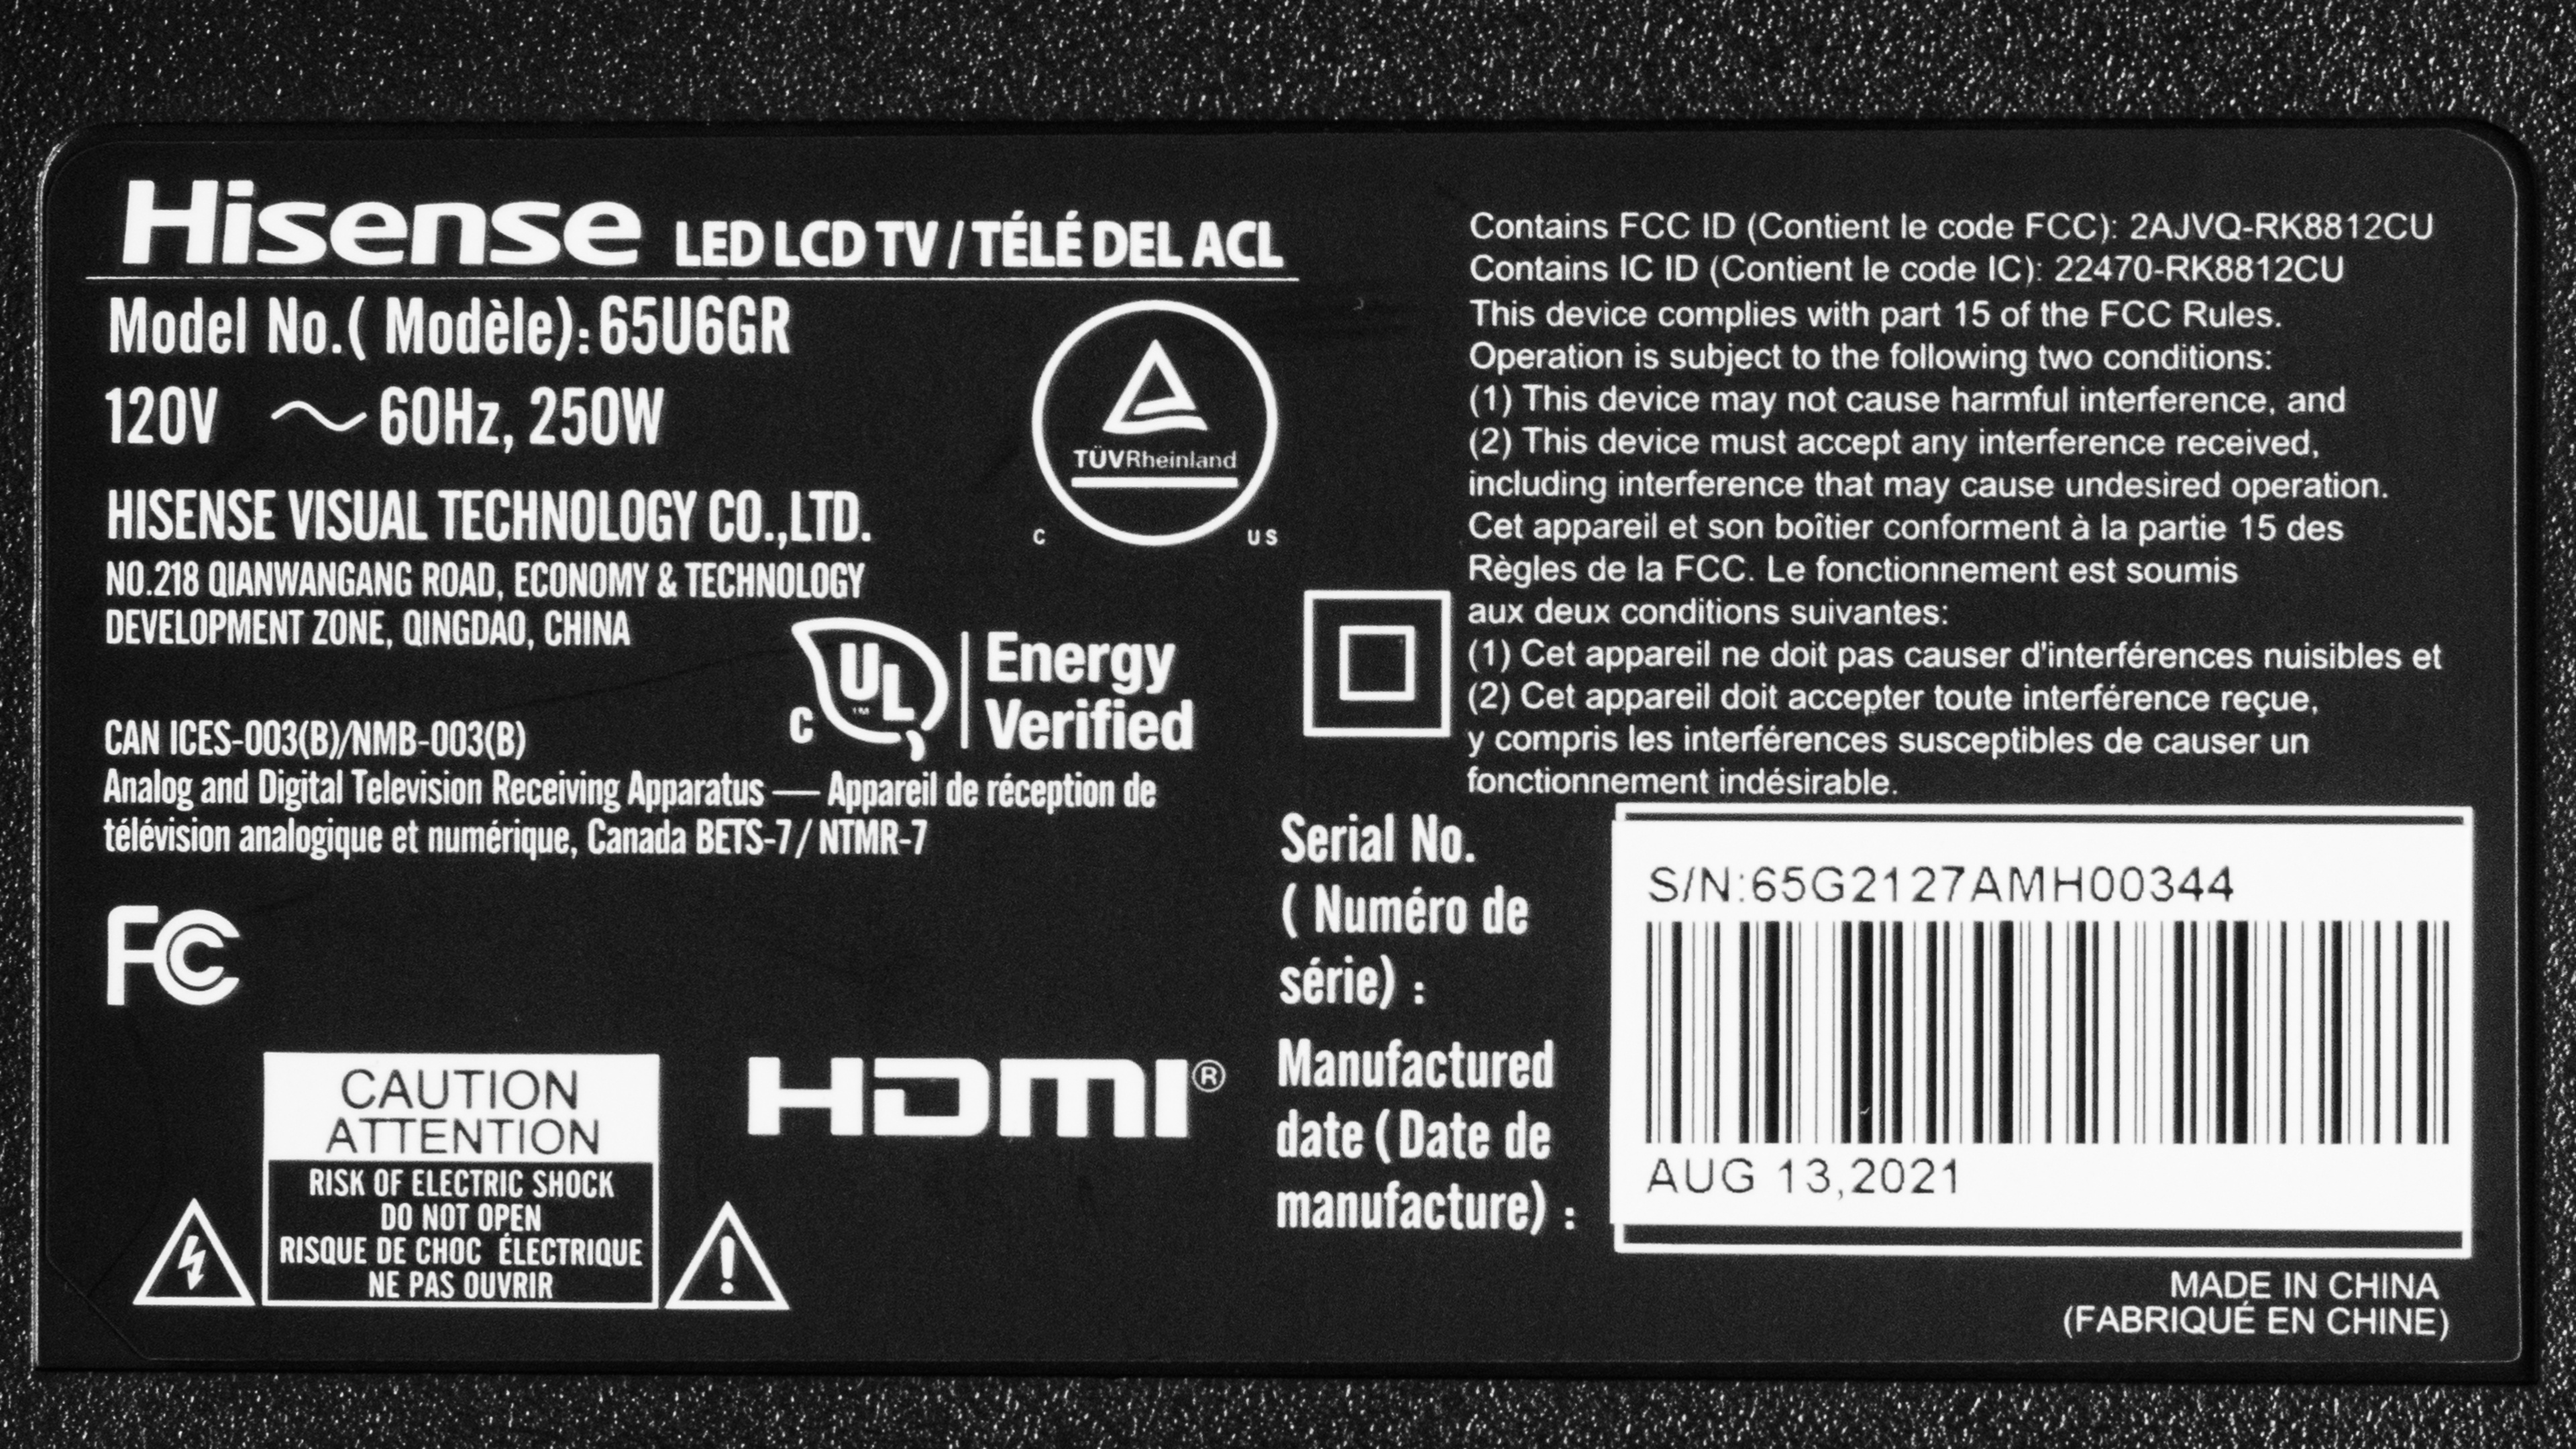 Hisense LED LCD TV / TÉLÉ DEL ACL
Model No.( Modèle): 65U6GR
120V ～ 60Hz, 250W
HISENSE VISUAL TECHNOLOGY CO.,LTD.
NO.218 QIANWANGANG ROAD, ECONOMY & TECHNOLOGY
DEVELOPMENT ZONE, QINGDAO, CHINA
TÜVRheinland
C US
C UL ™ Energy
Verified
CAN ICES-003(B)/NMB-003(B)
Analog and Digital Television Receiving Apparatus — Appareil de réception de
télévision analogique et numérique, Canada BETS-7/ NTMR-7
FC
CAUTION
ATTENTION
RISK OF ELECTRIC SHOCK
DO NOT OPEN
RISQUE DE CHOC ÉLECTRIQUE
NE PAS OUVRIR
!
HDMI®
Contains FCC ID (Contient le code FCC): 2AJVQ-RK8812CU
Contains IC ID (Contient le code IC): 22470-RK8812CU
This device complies with part 15 of the FCC Rules.
Operation is subject to the following two conditions:
(1) This device may not cause harmful interference, and
(2) This device must accept any interference received,
including interference that may cause undesired operation.
Cet appareil et son boîtier conforment à la partie 15 des
Règles de la FCC. Le fonctionnement est soumis
aux deux conditions suivantes:
(1) Cet appareil ne doit pas causer d'interférences nuisibles et
(2) Cet appareil doit accepter toute interférence reçue,
y compris les interférences susceptibles de causer un
fonctionnement indésirable.
Serial No.
( Numéro de
série) :
S/N:65G2127AMH00344
Manufactured
date (Date de
manufacture) :
AUG 13,2021
MADE IN CHINA
(FABRIQUÉ EN CHINE)